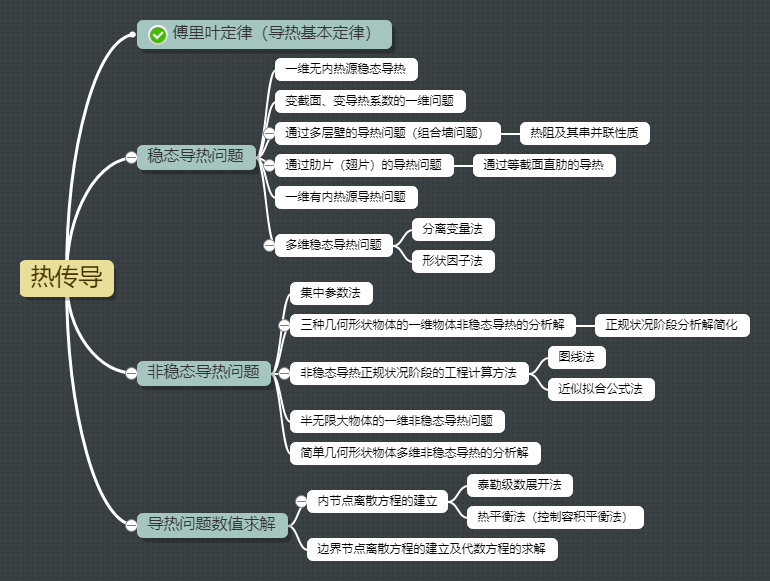 热传导
傅里叶定律（导热基本定律）
稳态导热问题
一维无内热源稳态导热
变截面、变导热系数的一维问题
通过多层壁的导热问题（组合墙问题）
热阻及其串并联性质
通过肋片（翅片）的导热问题
通过等截面直肋的导热
一维有内热源导热问题
多维稳态导热问题
分离变量法
形状因子法
非稳态导热问题
集中参数法
三种几何形状物体的一维物体非稳态导热的分析解
正规状况阶段分析解简化
非稳态导热正规状况阶段的工程计算方法
图线法
近似拟合公式法
半无限大物体的一维非稳态导热问题
简单几何形状物体多维非稳态导热的分析解
导热问题数值求解
内节点离散方程的建立
泰勒级数展开法
热平衡法（控制容积平衡法）
边界节点离散方程的建立及代数方程的求解